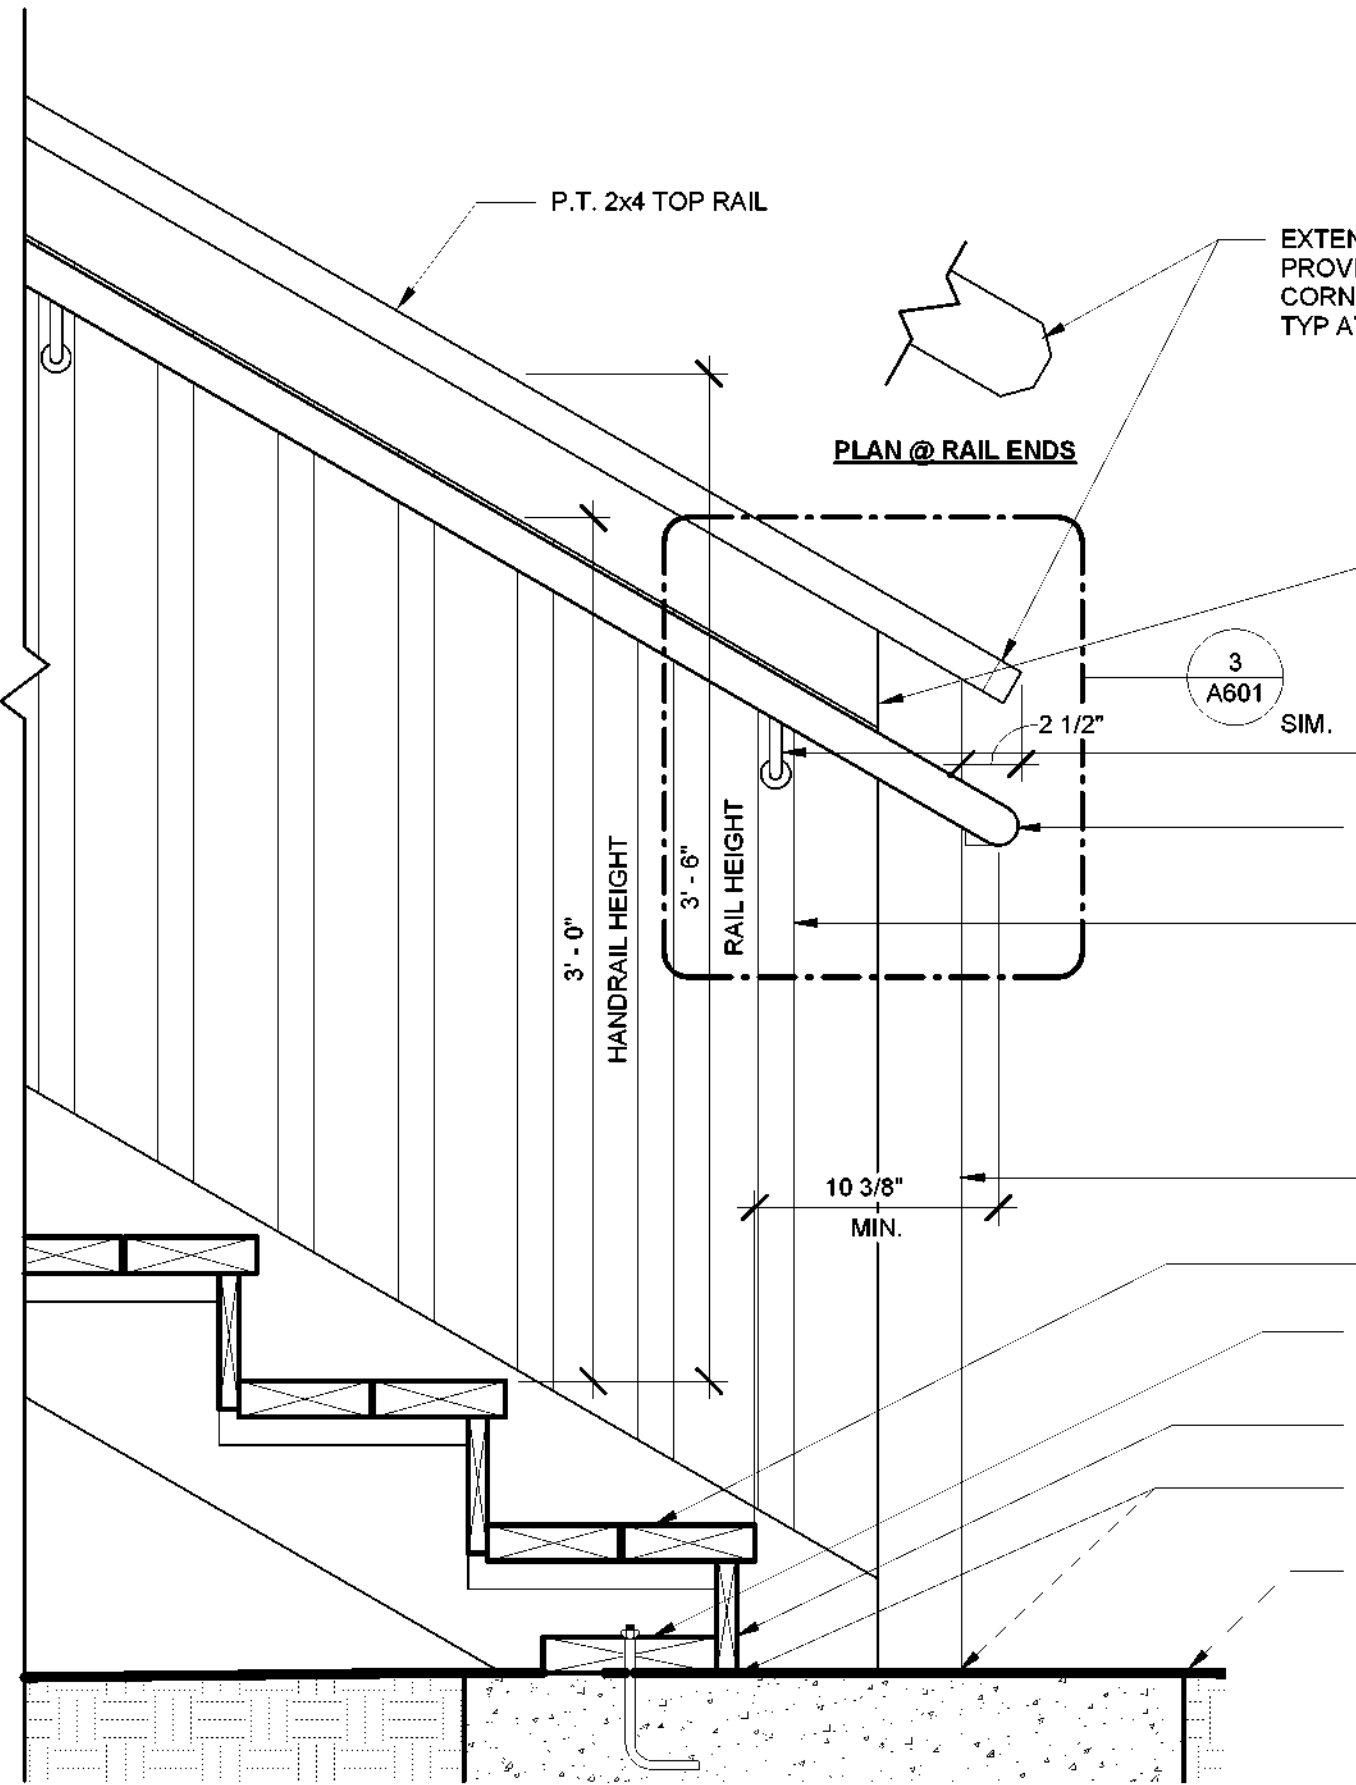 P.T. 2x4 TOP RAIL
EXTEN
PROVI
CORN
TYP A
PLAN @ RAIL ENDS
3
A601
SIM.
2 1/2"
3' - 6"
RAIL HEIGHT
3' - 0"
HANDRAIL HEIGHT
10 3/8"
MIN.